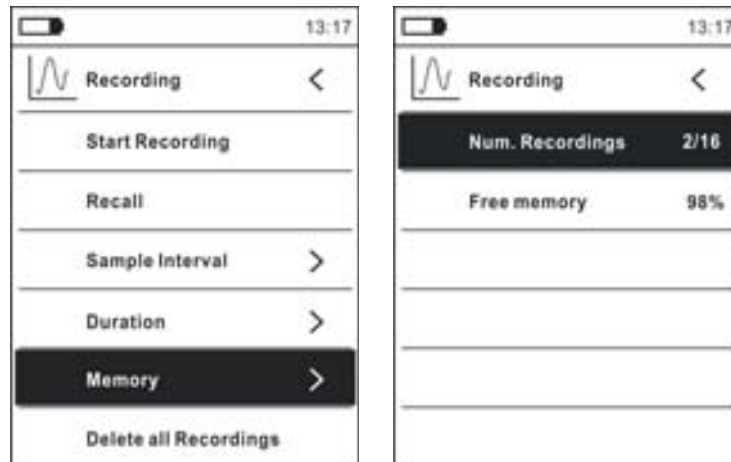 13:17
Recording
Start Recording
Recall
Sample Interval
Duration
Memory
Delete all Recordings
13:17
Recording
Num. Recordings 2/16
Free memory 98%